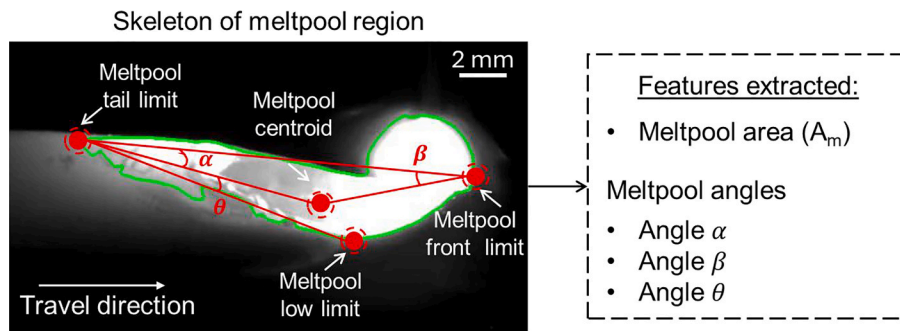 Skeleton of meltpool region
2 mm
Meltpool
tail limit
Meltpool
centroid
α
β
θ
Meltpool
front limit
Meltpool
low limit
Travel direction
Features extracted:
• Meltpool area (Am)
Meltpool angles
• Angle α
• Angle β
• Angle θ